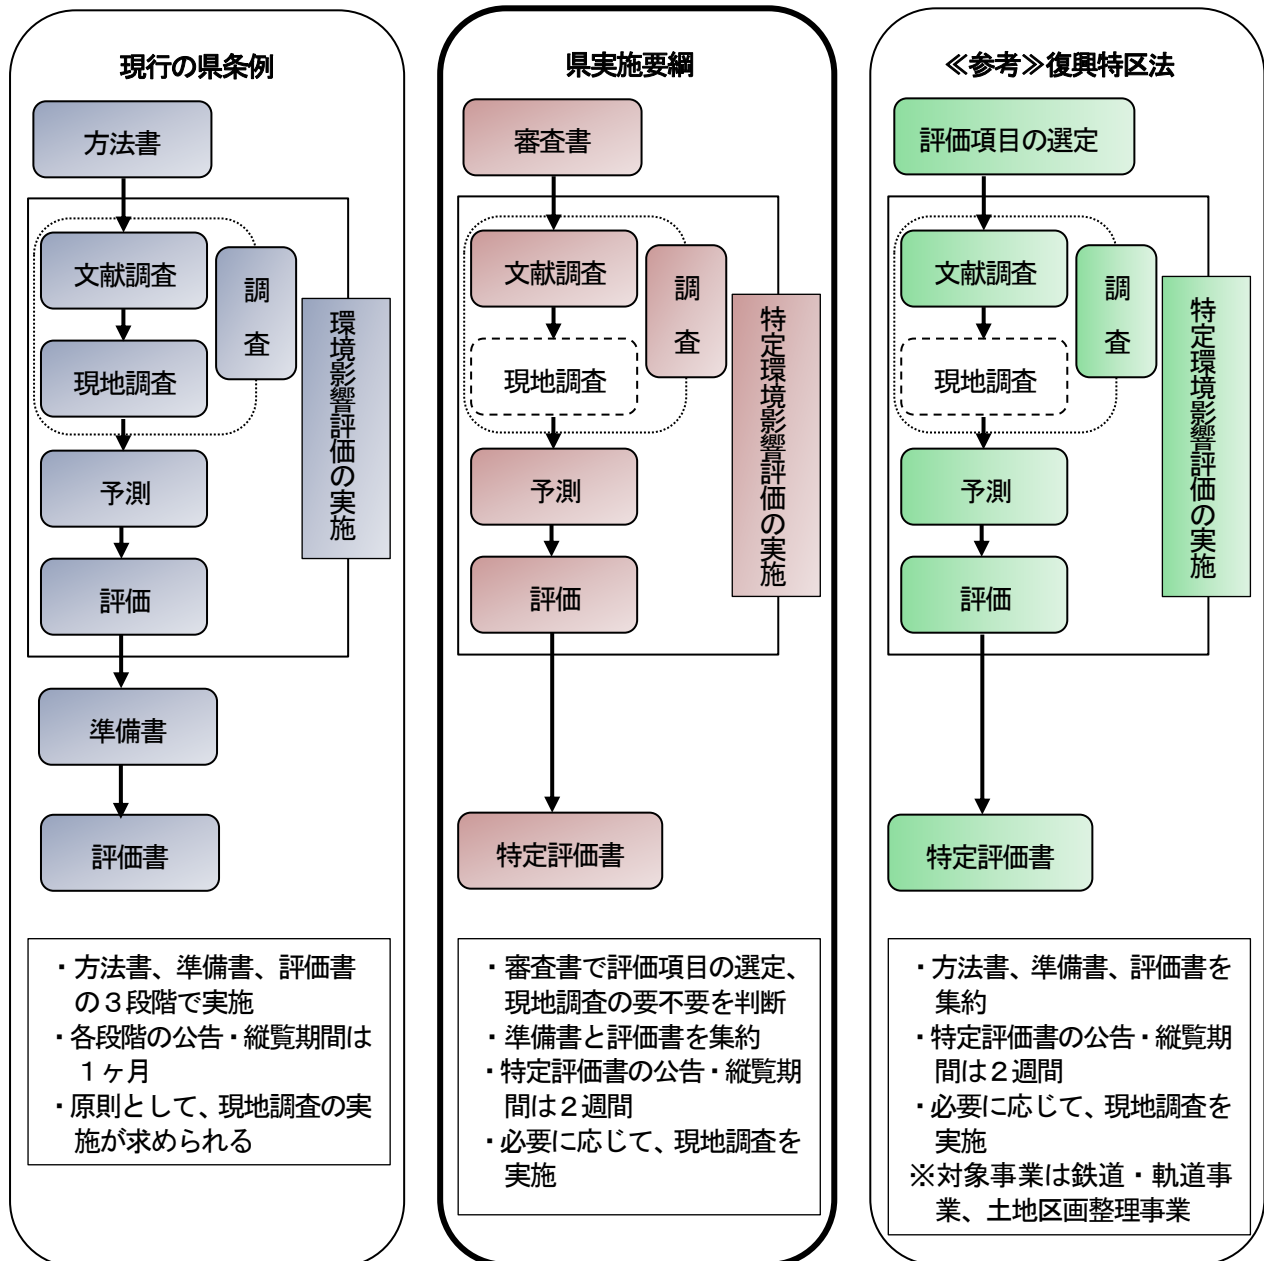 現行の県条例
方法書
文献調査
現地調査
調査
予測
評価
環境影響評価の実施
準備書
評価書
・方法書、準備書、評価書
の３段階で実施
・各段階の公告・縦覧期間は
１ヶ月
・原則として、現地調査の実
施が求められる
県実施要綱
審査書
文献調査
現地調査
調査
予測
評価
特定環境影響評価の実施
特定評価書
・審査書で評価項目の選定、
現地調査の要不要を判断
・準備書と評価書を集約
・特定評価書の公告・縦覧期
間は２週間
・必要に応じて、現地調査を
実施
≪参考≫復興特区法
評価項目の選定
文献調査
現地調査
調査
予測
評価
特定環境影響評価の実施
特定評価書
・方法書、準備書、評価書を
集約
・特定評価書の公告・縦覧期
間は２週間
・必要に応じて、現地調査を
実施
※対象事業は鉄道・軌道事
業、土地区画整理事業